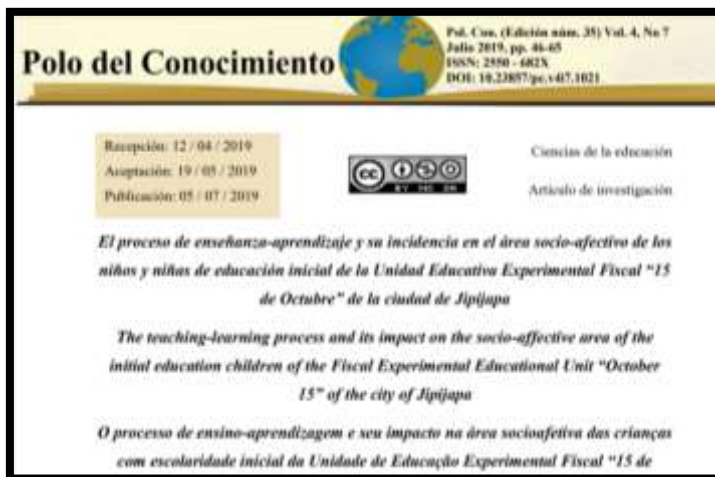 Pol. Con. (Edición núm. 35) Vol. 4, No 7
Julio 2019, pp. 46-65
ISSN: 2550 - 682X
DOI: 10.23857/pc.v4i7.1021
Polo del Conocimiento
Recepción: 12 / 04 / 2019
Aceptación: 19 / 05 / 2019
Publicación: 05 / 07 / 2019
cc
BY NC
Ciencias de la educación
Artículo de investigación
El proceso de enseñanza-aprendizaje y su incidencia en el área socio-afectivo de los
niños y niñas de educación inicial de la Unidad Educativa Experimental Fiscal “15
de Octubre” de la ciudad de Jipijapa
The teaching-learning process and its impact on the socio-affective area of the
initial education children of the Fiscal Experimental Educational Unit “October
15” of the city of Jipijapa
O processo de ensino-aprendizagem e seu impacto na área socioafetiva das crianças
com escolaridade inicial da Unidade de Educação Experimental Fiscal “15 de